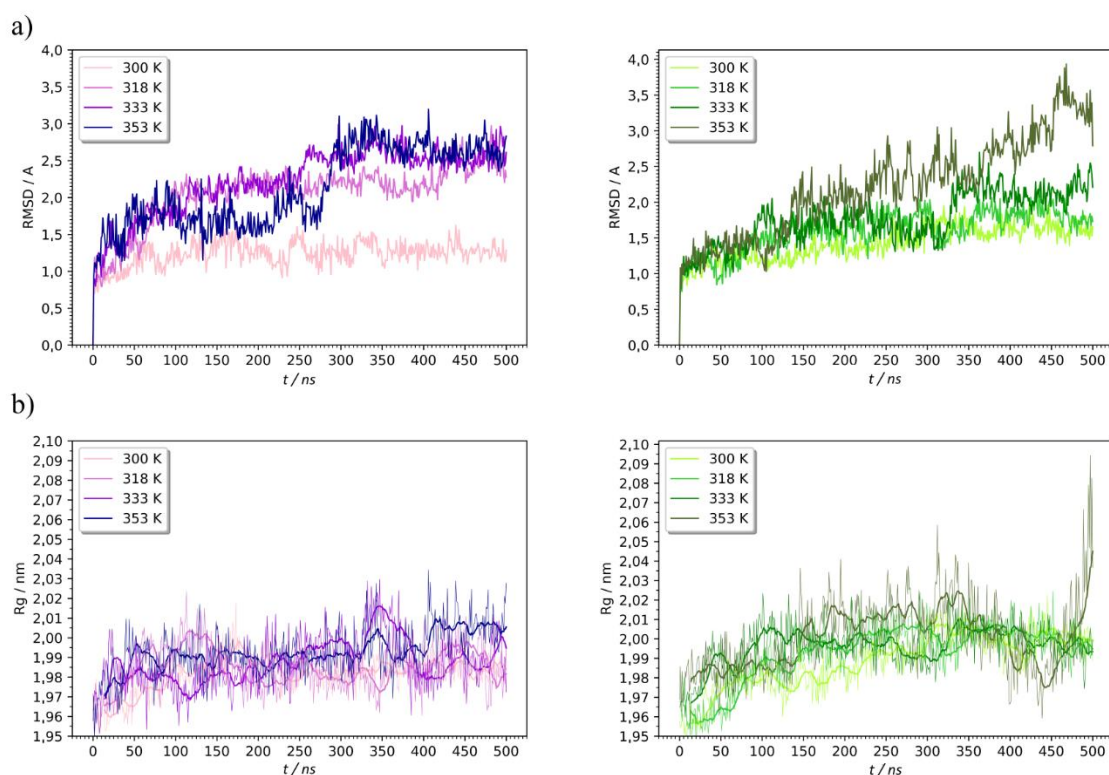 a)
4,0
3,5
3,0
2,5
2,0
1,5
1,0
0,5
0,0
RMSD / A
300 K
318 K
333 K
353 K
0 50 100 150 200 250 300 350 400 450 500
t / ns
4,0
3,5
3,0
2,5
2,0
1,5
1,0
0,5
0,0
RMSD / A
300 K
318 K
333 K
353 K
0 50 100 150 200 250 300 350 400 450 500
t / ns
b)
2,10
2,09
2,08
2,07
2,06
2,05
2,04
2,03
2,02
2,01
2,00
1,99
1,98
1,97
1,96
1,95
Rg / nm
300 K
318 K
333 K
353 K
0 50 100 150 200 250 300 350 400 450 500
t / ns
2,10
2,09
2,08
2,07
2,06
2,05
2,04
2,03
2,02
2,01
2,00
1,99
1,98
1,97
1,96
1,95
Rg / nm
300 K
318 K
333 K
353 K
0 50 100 150 200 250 300 350 400 450 500
t / ns